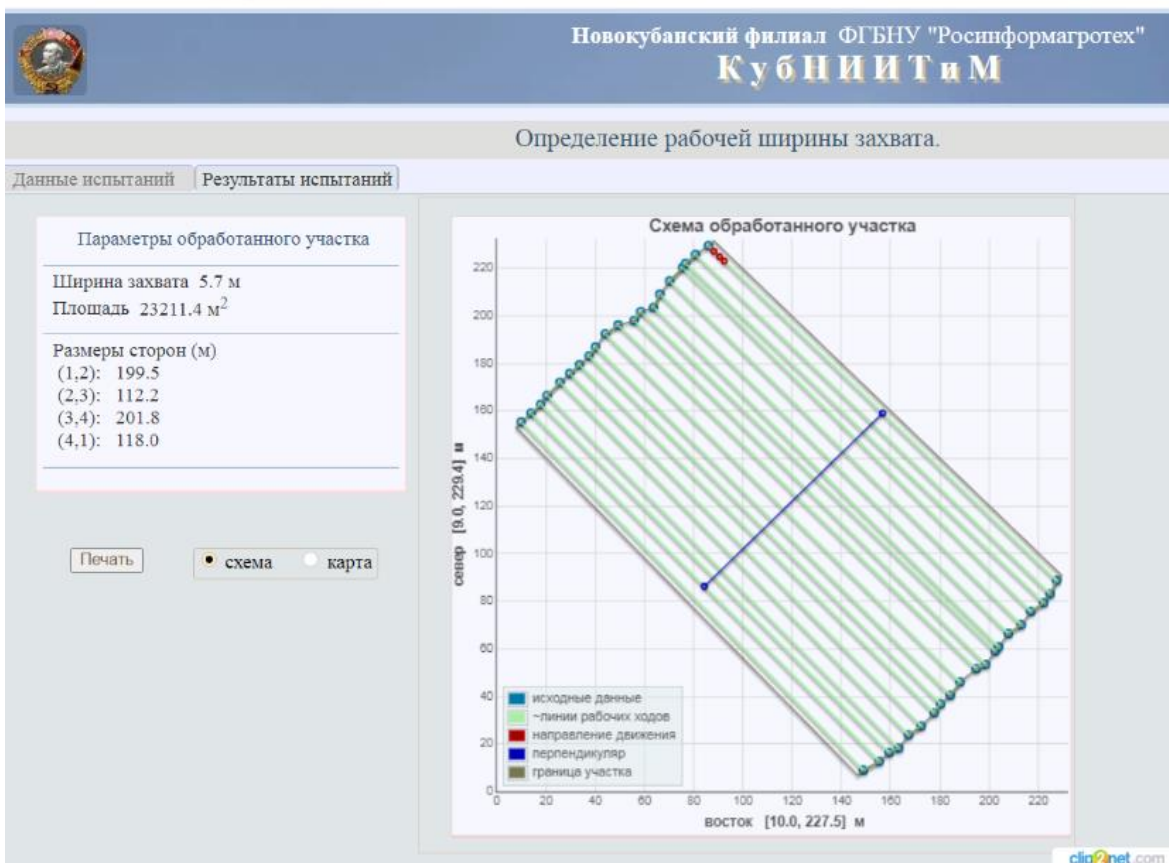 Новокубанский филиал ФГБНУ "Росинформагротех"
КубНИИТиМ
Определение рабочей ширины захвата.
Данные испытаний Результаты испытаний
Параметры обработанного участка
Ширина захвата 5.7 м
Площадь 23211.4 м²
Размеры сторон (м)
(1,2): 199.5
(2,3): 112.2
(3,4): 201.8
(4,1): 118.0
Печать
схема карта
Схема обработанного участка
север [9.0, 229.4] м
220
200
180
160
140
120
100
80
60
40
20
0
исходные данные
~линии рабочих ходов
направление движения
перпендикуляр
граница участка
0 20 40 60 80 100 120 140 160 180 200 220
восток [10.0, 227.5] м
clip2net.com